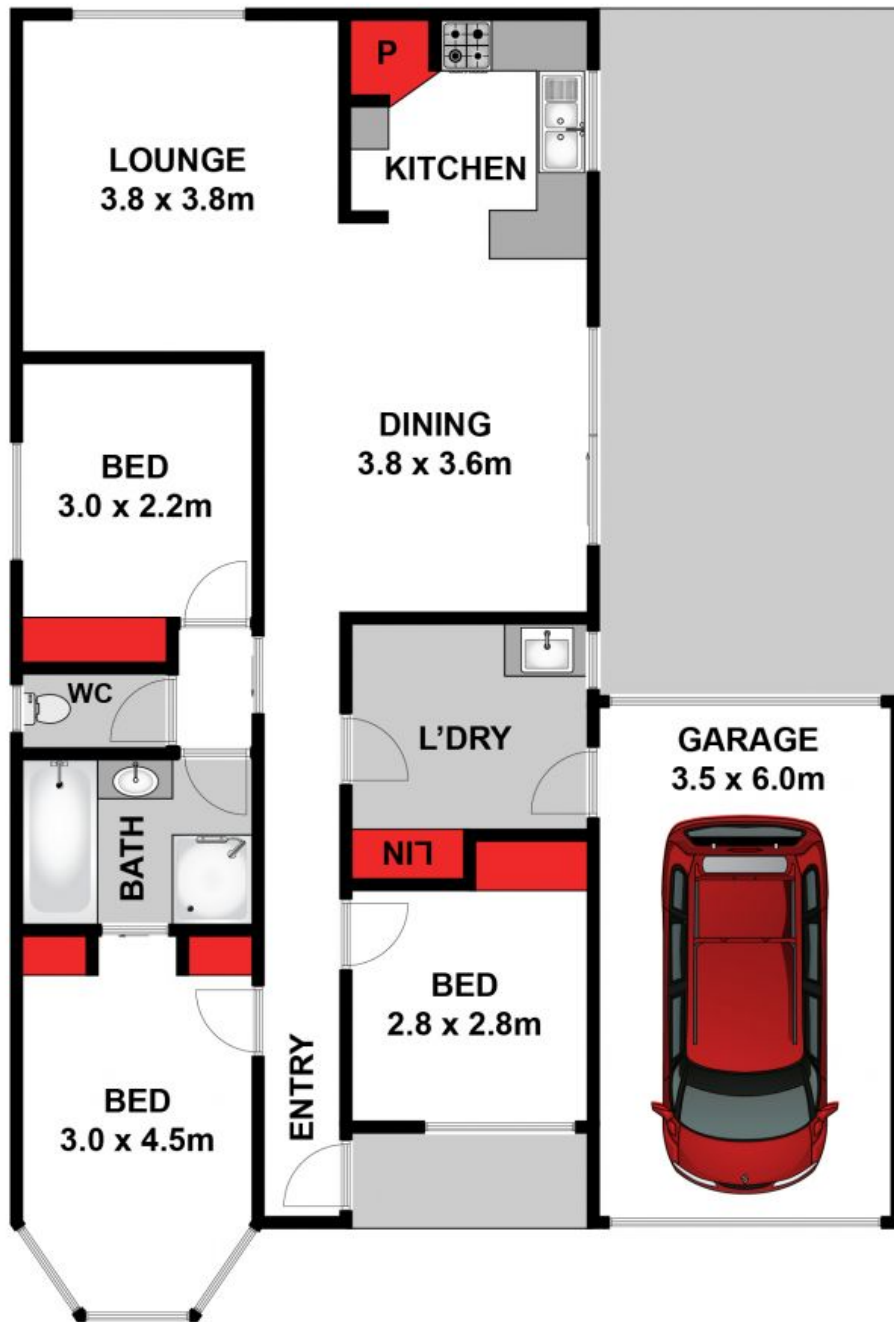 P
LOUNGE
3.8 x 3.8m
KITCHEN
DINING
3.8 x 3.6m
BED
3.0 x 2.2m
WC
L'DRY
GARAGE
3.5 x 6.0m
BATH
LIN
BED
2.8 x 2.8m
ENTRY
BED
3.0 x 4.5m